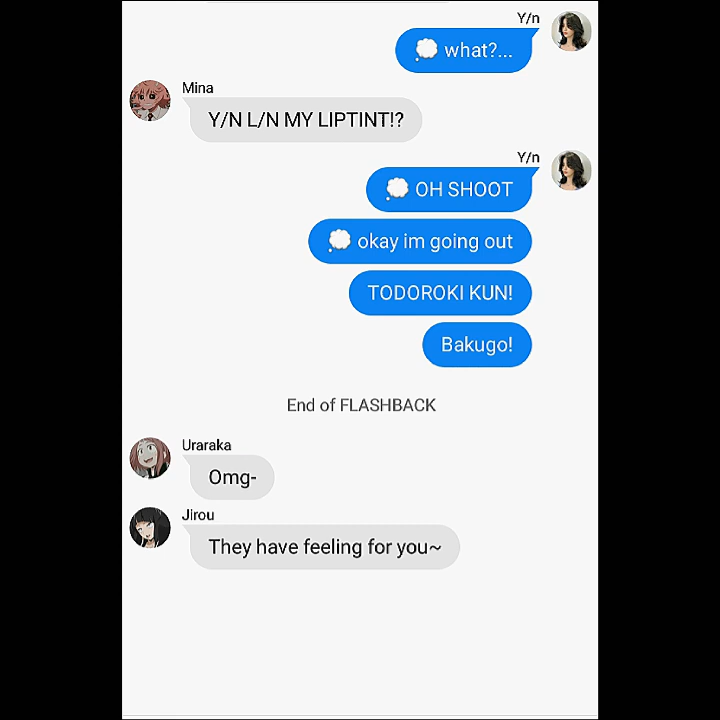 Y/n
💭 what?...
Mina
Y/N L/N MY LIPTINT!?
Y/n
💭 OH SHOOT
💭 okay im going out
TODOROKI KUN!
Bakugo!
End of FLASHBACK
Uraraka
Omg-
Jirou
They have feeling for you~